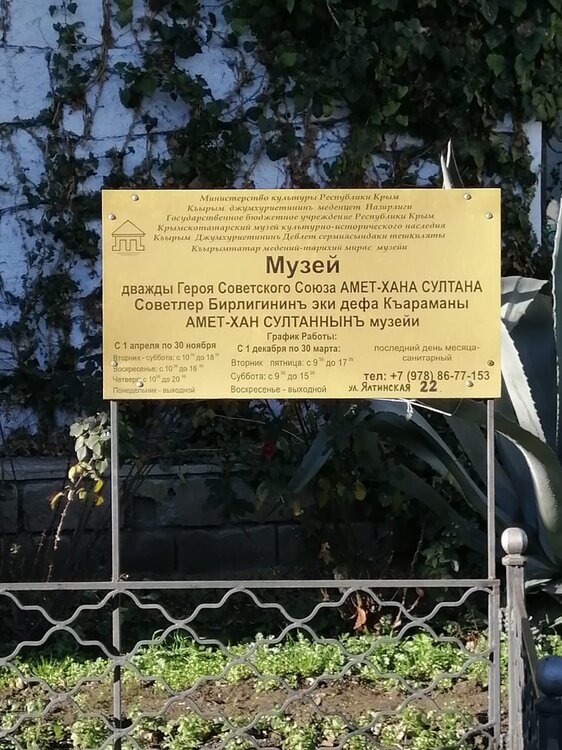 Министерство культуры Республики Крым
Къырым джумхуриетининъ меденцет Назирлиги
Государственное бюджетное учреждение Республики Крым
Крымскотатарский музей культурно-исторического наследия
Къырым Джумхуриетининъ Девлет сермиясындаки тешкиляты
Къырымтатар медений-тарихий мирас музейи
Музей
дважды Героя Советского Союза АМЕТ-ХАНА СУЛТАНА
Советлер Бирлигининъ эки дефа Къараманы
АМЕТ-ХАН СУЛТАННЫНЪ музейи
График Работы:
С 1 апреля по 30 ноября
Вторник - суббота: с 10 до 18
Воскресенье: с 10 до 16
Четверг с 10 до 20
Понедельник - выходной
С 1 декабря по 30 марта:
Вторник пятница: с 9 до 17
Суббота: с 9 до 15
Воскресенье - выходной
последний день месяца-
санитарный
тел: +7 (978) 86-77-153
ул. Ялтинская 22